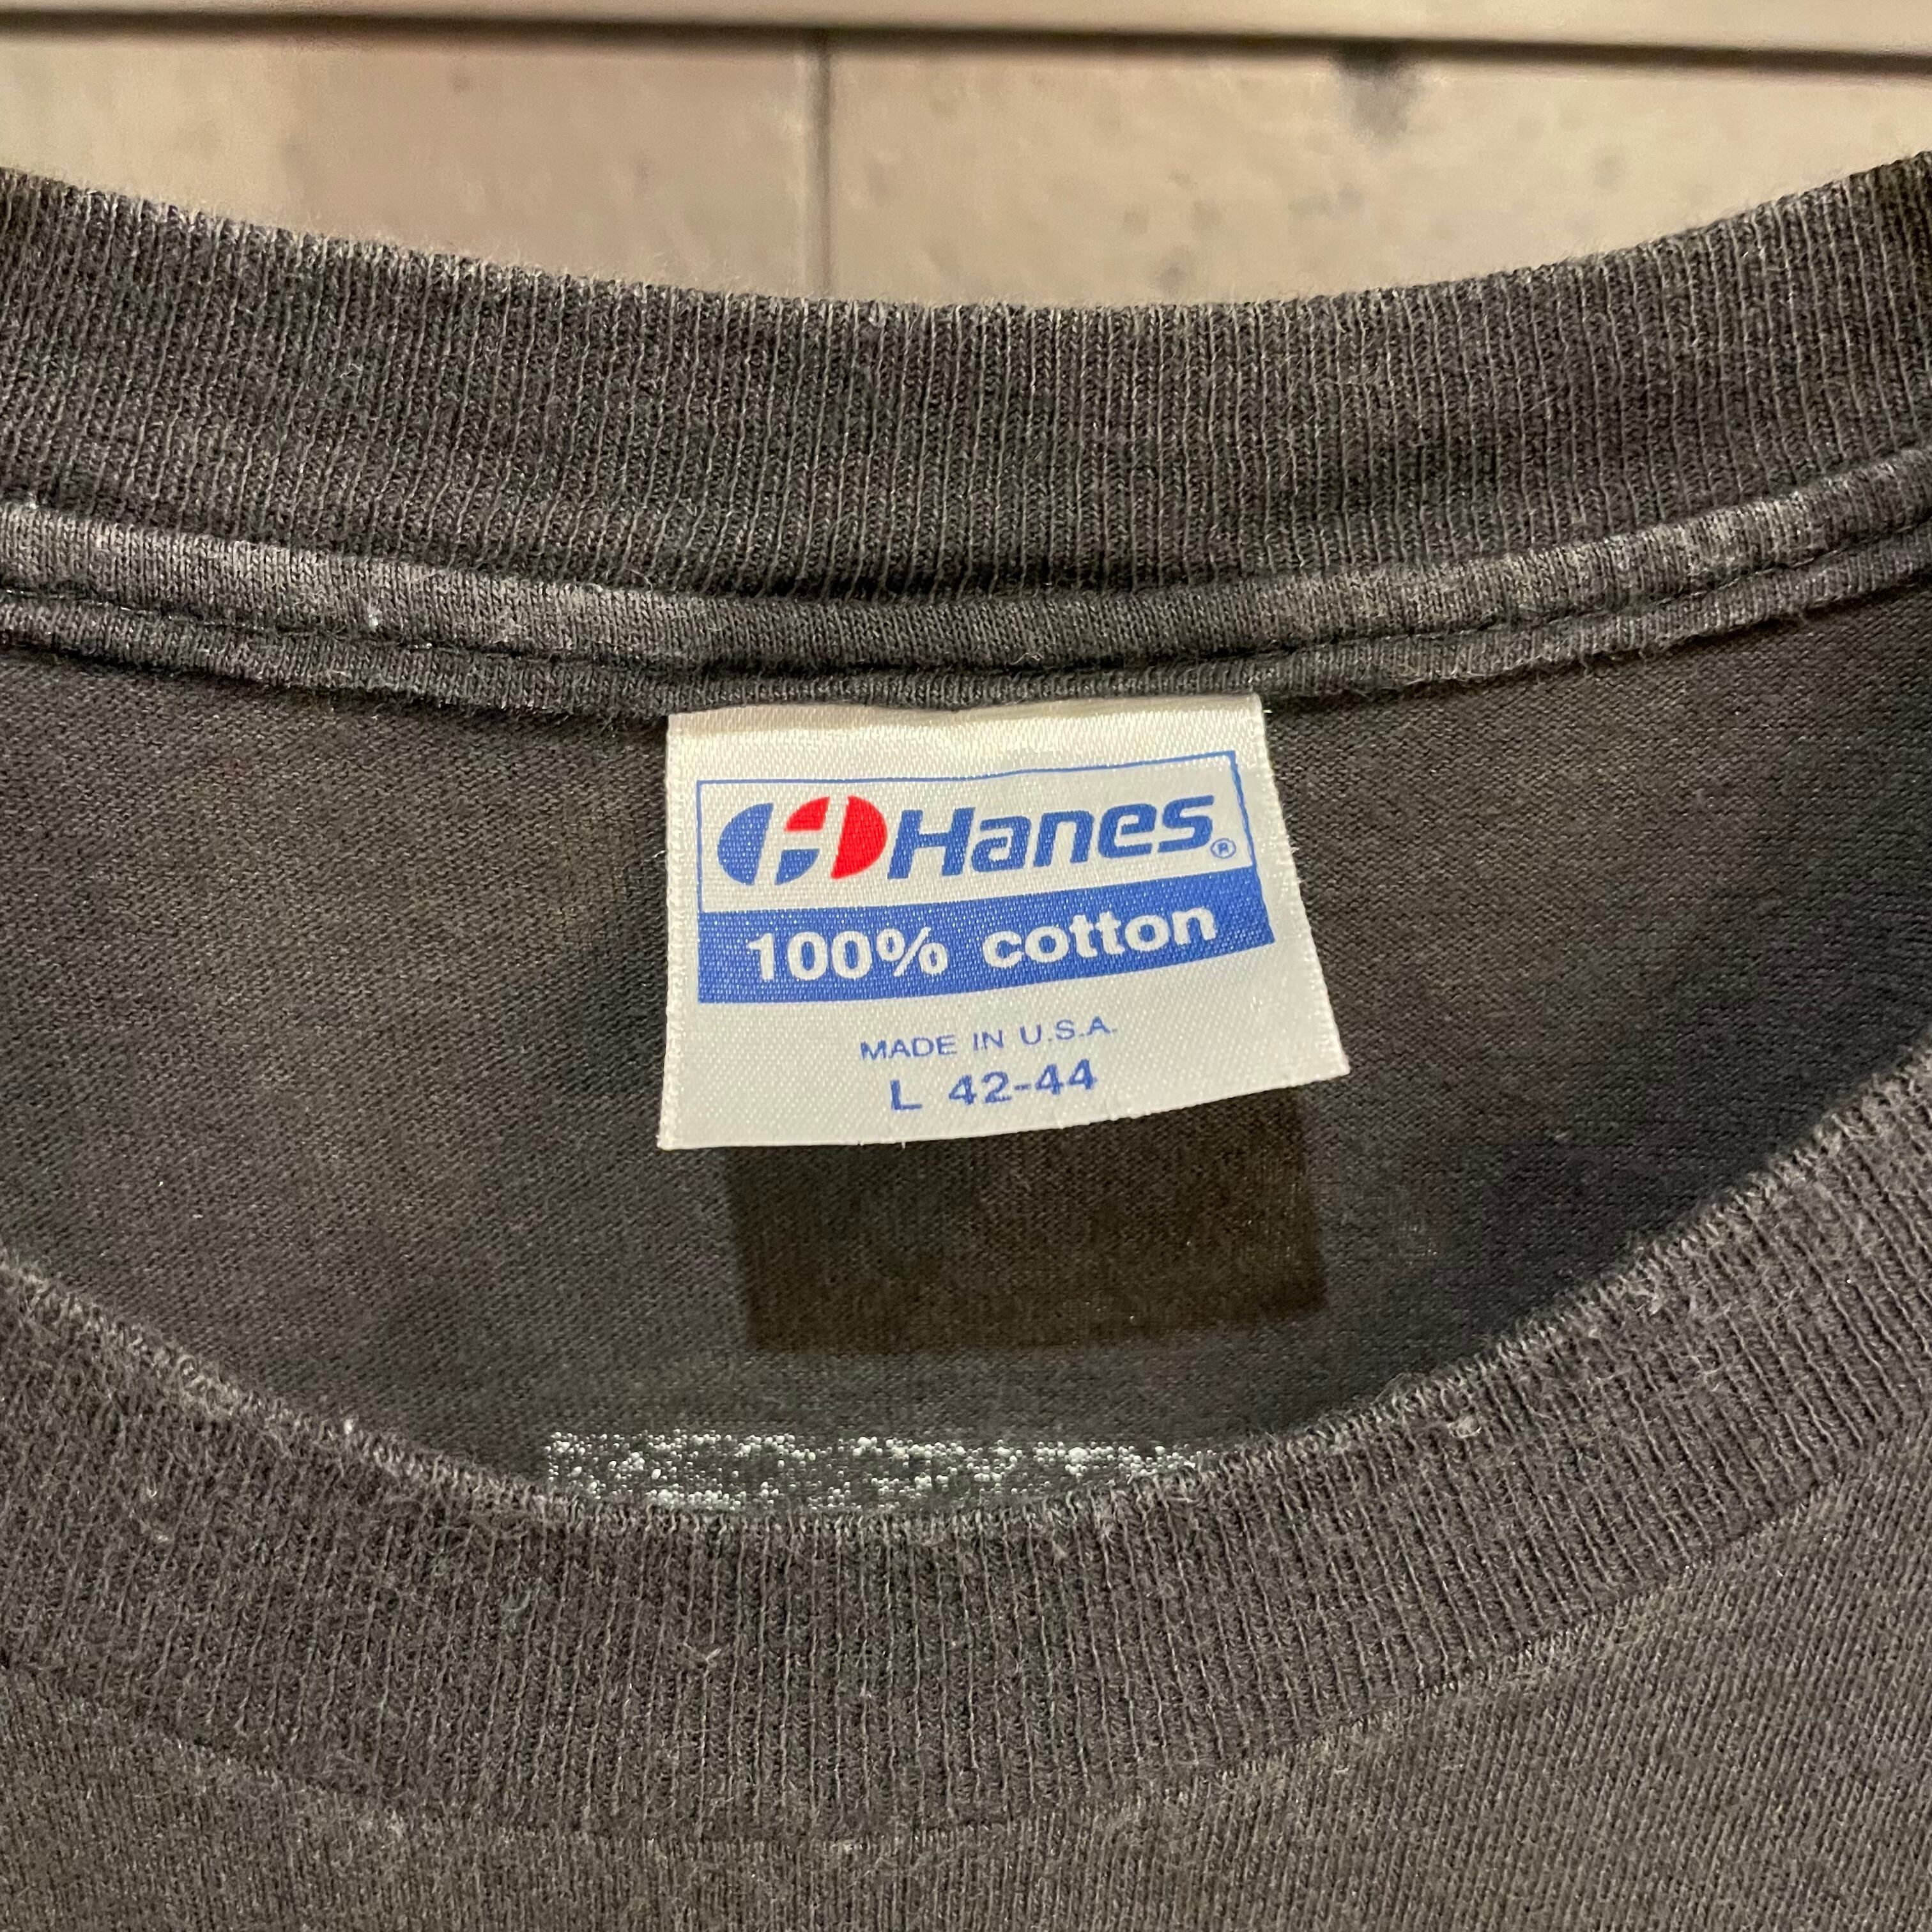 Hanes®
100% cotton
MADE IN U.S.A.
L 42-44